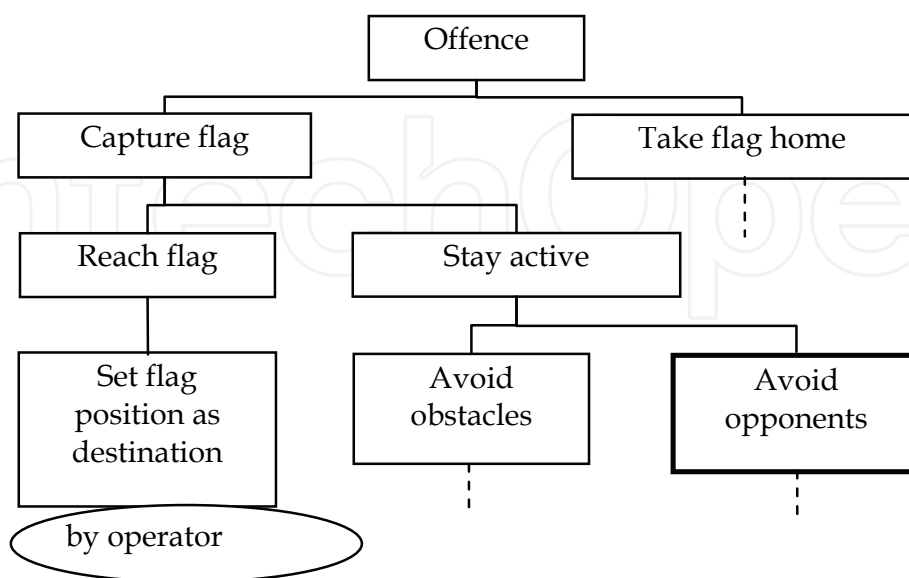 Offence
Capture flag
Take flag home
Reach flag
Stay active
Set flag
position as
destination
Avoid
obstacles
Avoid
opponents
by operator